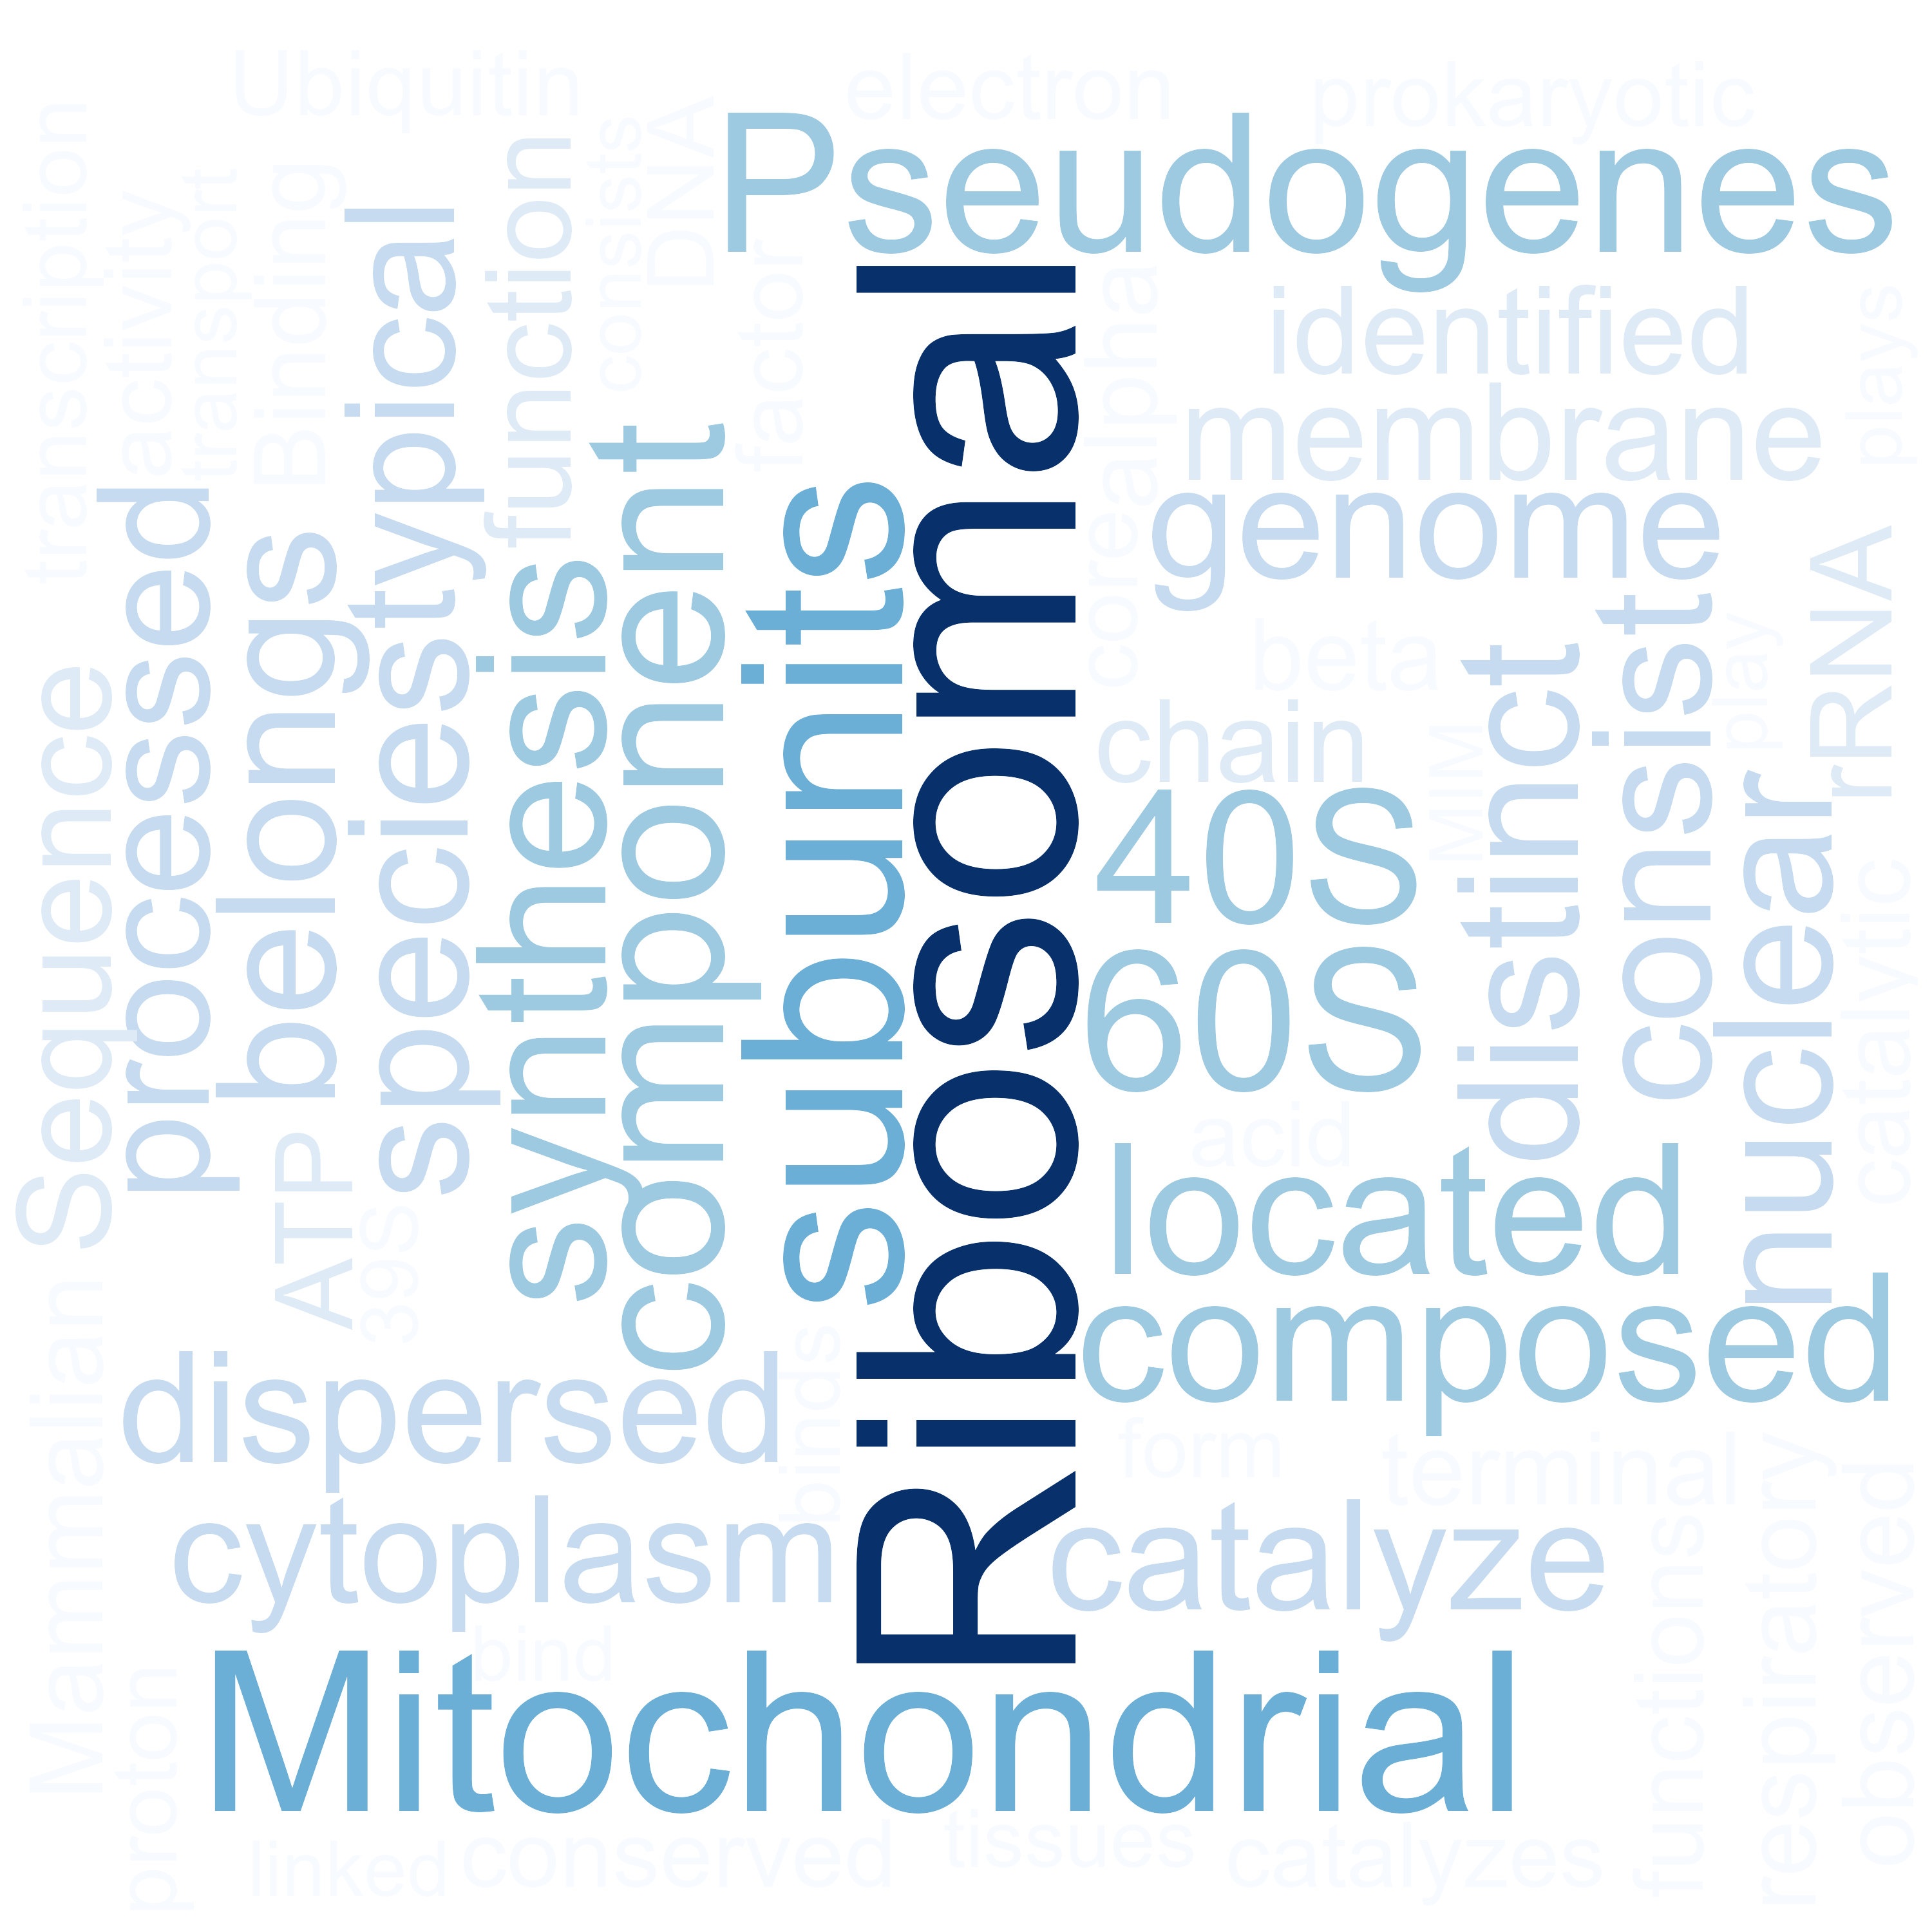 Ubiquitin
electron
prokaryotic
transcription
activity
transport
Binding
typical
function
consists
DNA
Pseudogenes
factor
alpha
identified
plays
membrane
core
genome
Sequence
processed
belongs
species
synthesis
component
subunits
Ribosomal
beta
chain
MIM
distinct
consist
play
rRNA
40S
60S
nuclear
catalytic
acid
located
composed
ATP
39S
Mammalian
dispersed
binds
form
terminal
cytoplasm
catalyze
functions
respiratory
observed
bind
proton
Mitochondrial
linked
conserved
tissues
catalyzes